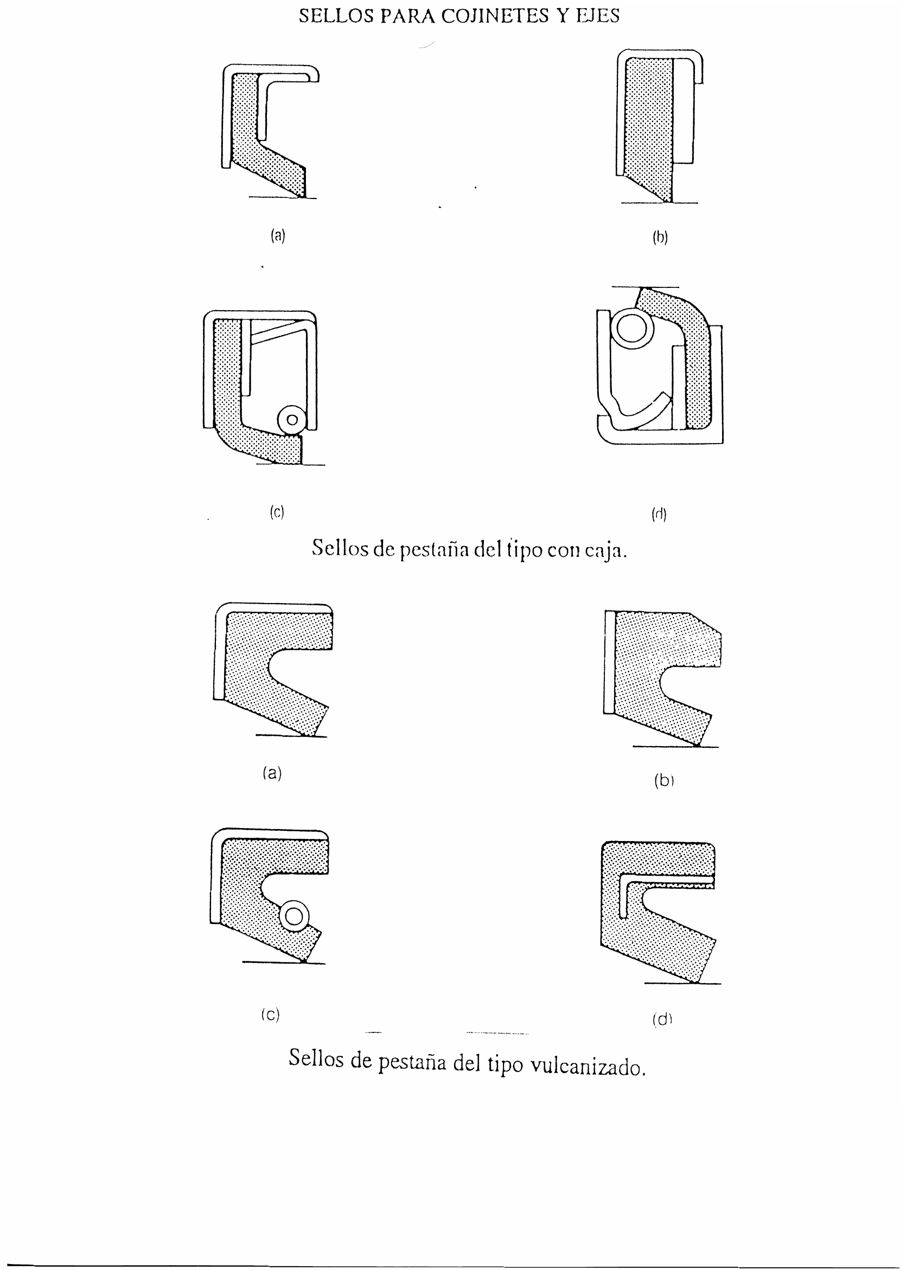 SELLOS PARA COJINETES Y EJES
(a) (b)
(c) (d)
Sellos de pestaña del tipo con caja.
(a) (b)
(c) (d)
Sellos de pestaña del tipo vulcanizado.